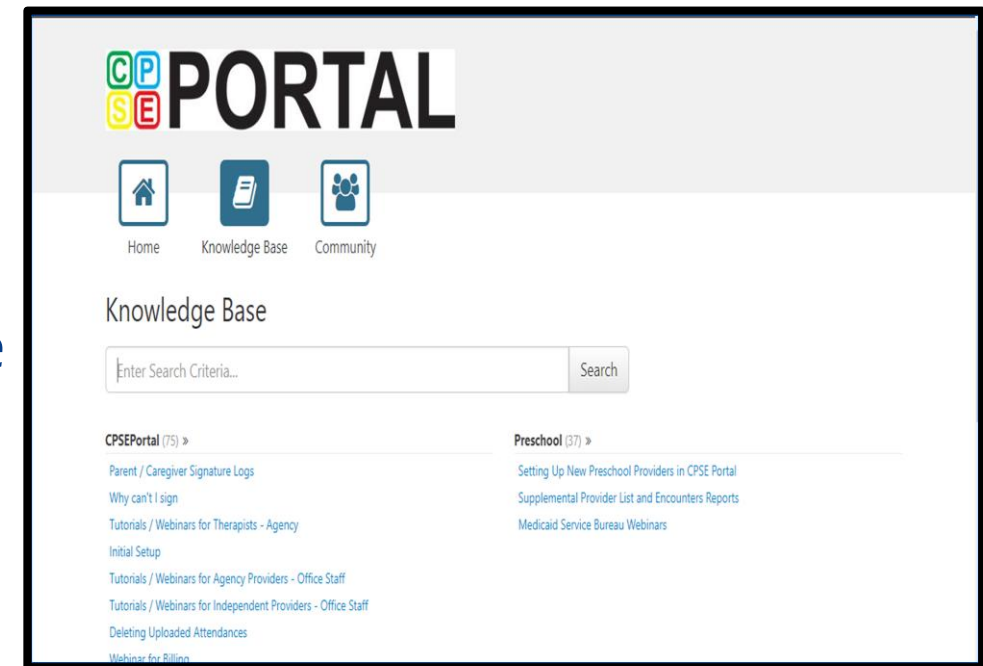 CP
SE PORTAL
Home Knowledge Base Community
Knowledge Base
Enter Search Criteria... Search
CPSEPortal (75) »
Parent / Caregiver Signature Logs
Why can't I sign
Tutorials / Webinars for Therapists - Agency
Initial Setup
Tutorials / Webinars for Agency Providers - Office Staff
Tutorials / Webinars for Independent Providers - Office Staff
Deleting Uploaded Attendances
Webinar for Billing
Preschool (37) »
Setting Up New Preschool Providers in CPSE Portal
Supplemental Provider List and Encounters Reports
Medicaid Service Bureau Webinars